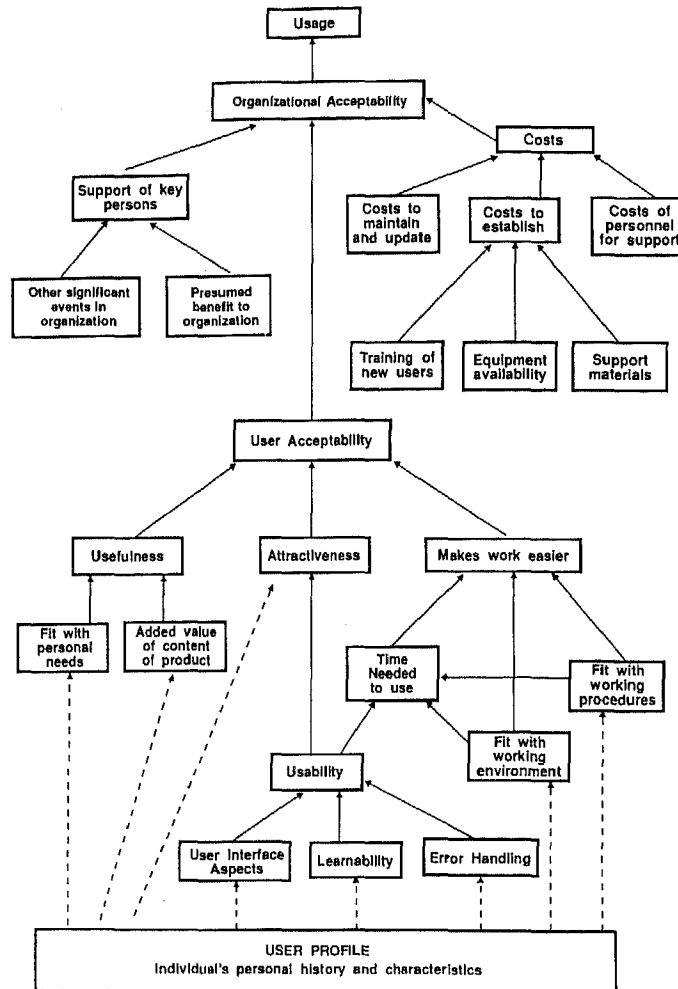 Usage
Organizational Acceptability
Costs
Support of key
persons
Costs to
maintain
and update
Costs to
establish
Costs of
personnel
for support
Other significant
events in
organization
Presumed
benefit to
organization
Training of
new users
Equipment
availability
Support
materials
User Acceptability
Usefulness
Attractiveness
Makes work easier
Fit with
personal
needs
Added value
of content
of product
Time
Needed
to use
Fit with
working
procedures
Fit with
working
environment
Usability
User Interface
Aspects
Learnability
Error Handling
USER PROFILE
Individual's personal history and characteristics